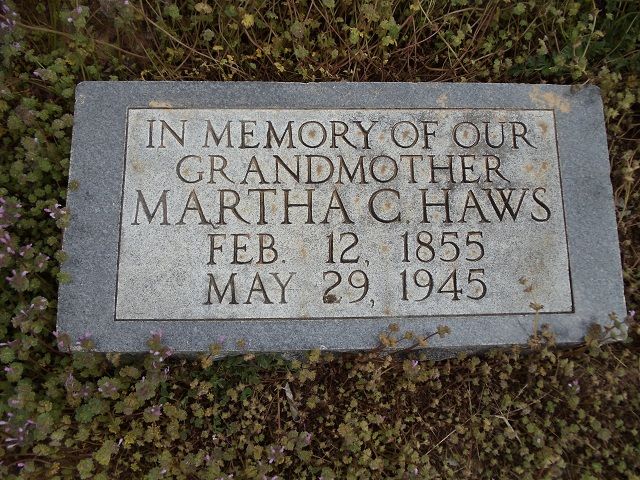 IN MEMORY OF OUR
GRANDMOTHER
MARTHA C. HAWS
FEB. 12, 1855
MAY 29, 1945